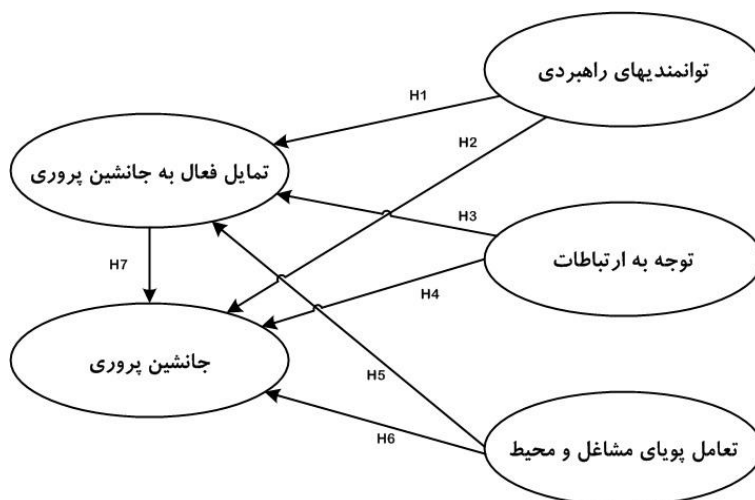 توانمندیهای راهبردی
H1
H2
تمایل فعال به جانشین پروری
H3
توجه به ارتباطات
H7
H4
جانشین پروری
H5
H6
تعامل پویای مشاغل و محیط